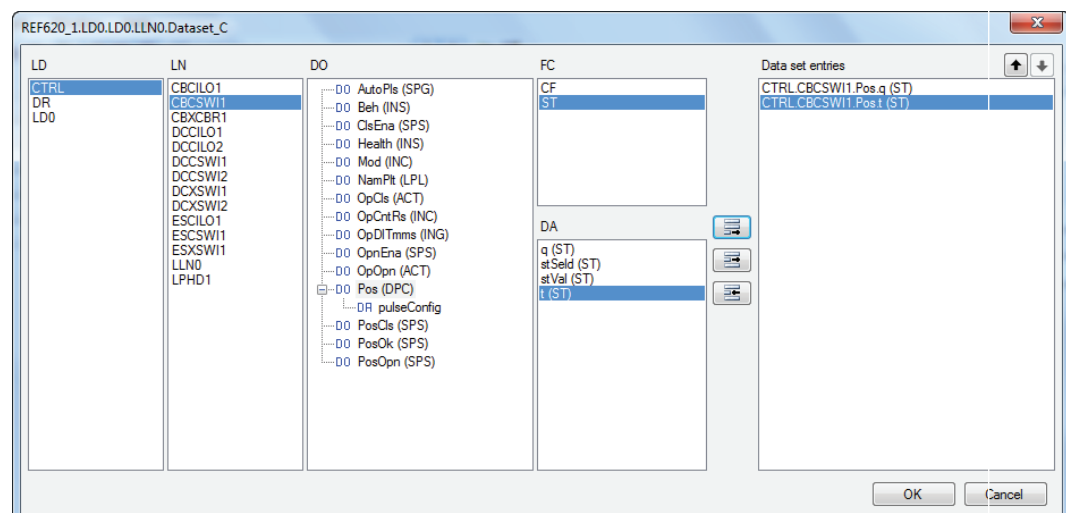 REF620_1.LD0.LD0.LLN0.Dataset_C
LD
CTRL
DR
LD0
LN
CBCILO1
CBCSWI1
CBXCBR1
DCCILO1
DCCILO2
DCCSWI1
DCCSWI2
DCXSWI1
DCXSWI2
ESCILO1
ESCSWI1
ESXSWI1
LLN0
LPHD1
DO
DO AutoPls (SPG)
DO Beh (INS)
DO ClsEna (SPS)
DO Health (INS)
DO Mod (INC)
DO NamPlt (LPL)
DO OpCls (ACT)
DO OpCntRs (INC)
DO OpDlTmms (ING)
DO OpnEna (SPS)
DO OpOpn (ACT)
DO Pos (DPC)
DA pulseConfig
DO PosCls (SPS)
DO PosOk (SPS)
DO PosOpn (SPS)
FC
CF
ST
DA
q (ST)
stSeld (ST)
stVal (ST)
t (ST)
Data set entries
CTRL.CBCSWI1.Pos.q (ST)
CTRL.CBCSWI1.Pos.t (ST)
OK
Cancel